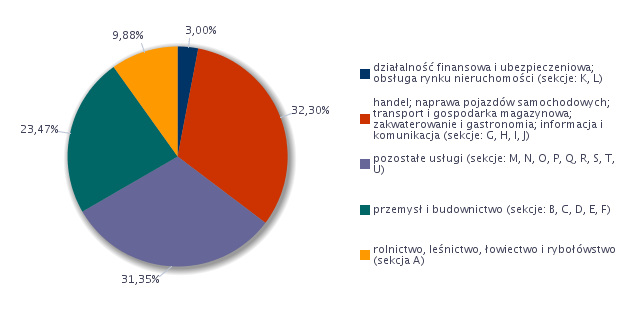 3,00%
9,88%
32,30%
23,47%
31,35%
działalność finansowa i ubezpieczeniowa;
obsługa rynku nieruchomości (sekcje: K, L)
handel; naprawa pojazdów samochodowych;
transport i gospodarka magazynowa;
zakwaterowanie i gastronomia; informacja i
komunikacja (sekcje: G, H, I, J)
pozostałe usługi (sekcje: M, N, O, P, Q, R, S, T,
U)
przemysł i budownictwo (sekcje: B, C, D, E, F)
rolnictwo, leśnictwo, łowiectwo i rybołówstwo
(sekcja A)